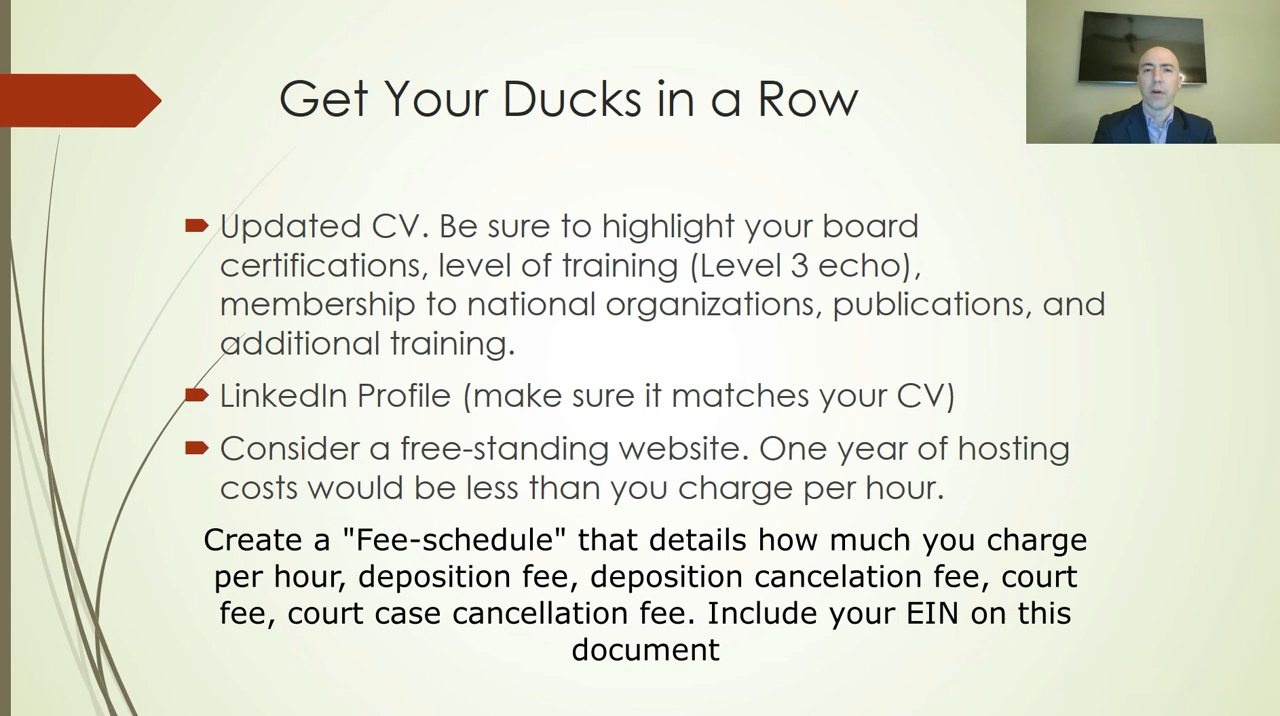 Get Your Ducks in a Row
Updated CV. Be sure to highlight your board
certifications, level of training (Level 3 echo),
membership to national organizations, publications, and
additional training.
LinkedIn Profile (make sure it matches your CV)
Consider a free-standing website. One year of hosting
costs would be less than you charge per hour.
Create a "Fee-schedule" that details how much you charge
per hour, deposition fee, deposition cancelation fee, court
fee, court case cancellation fee. Include your EIN on this
document